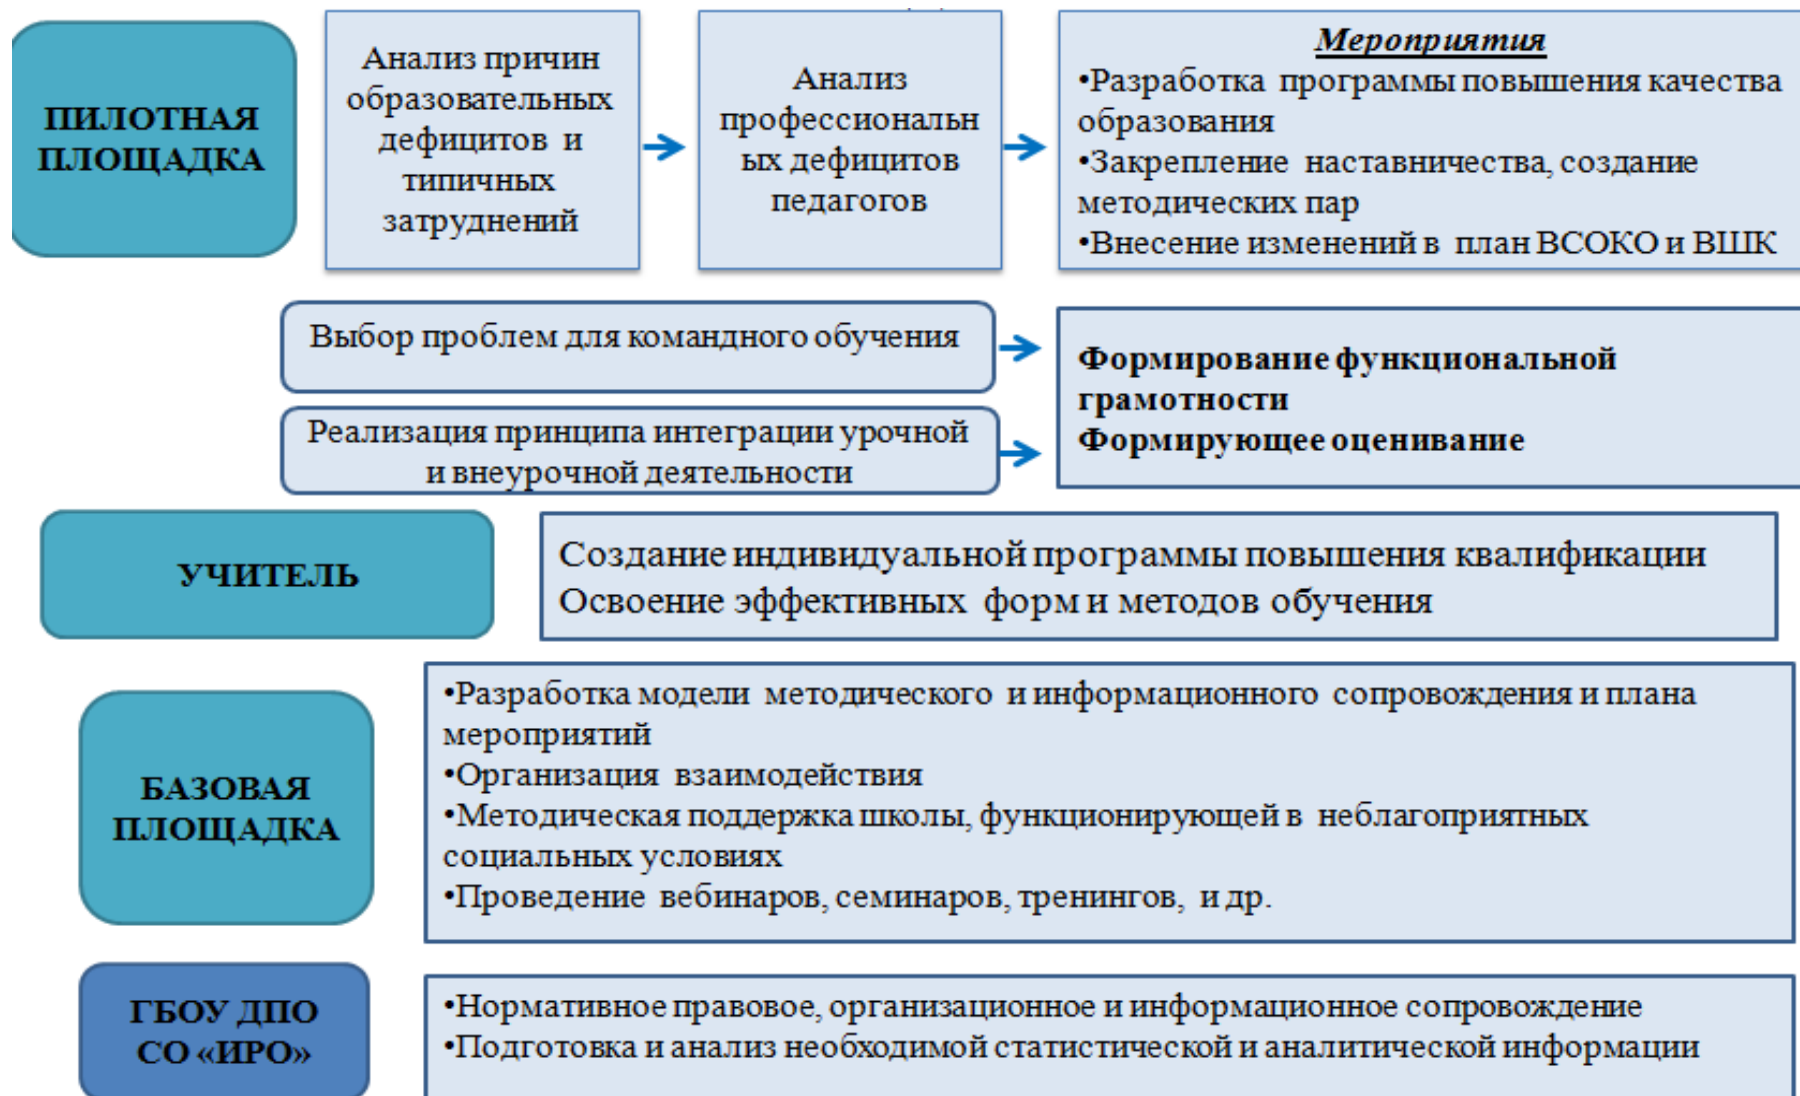 ПИЛОТНАЯ
ПЛОЩАДКА
Анализ причин
образовательных
дефицитов и
типичных
затруднений
Анализ
профессиональн
ых дефицитов
педагогов
Мероприятия
•Разработка программы повышения качества
образования
•Закрепление наставничества, создание
методических пар
•Внесение изменений в план ВСОКО и ВШК
Выбор проблем для командного обучения
Реализация принципа интеграции урочной
и внеурочной деятельности
Формирование функциональной
грамотности
Формирующее оценивание
УЧИТЕЛЬ
Создание индивидуальной программы повышения квалификации
Освоение эффективных форм и методов обучения
БАЗОВАЯ
ПЛОЩАДКА
•Разработка модели методического и информационного сопровождения и плана
мероприятий
•Организация взаимодействия
•Методическая поддержка школы, функционирующей в неблагоприятных
социальных условиях
•Проведение вебинаров, семинаров, тренингов, и др.
ГБОУ ДПО
СО «ИРО»
•Нормативное правовое, организационное и информационное сопровождение
•Подготовка и анализ необходимой статистической и аналитической информации